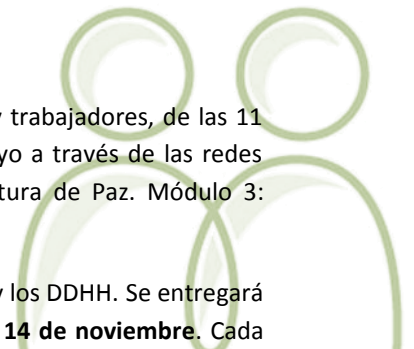 y trabajadores, de las 11
yo a través de las redes
tura de Paz. Módulo 3:
y los DDHH. Se entregará
14 de noviembre. Cada